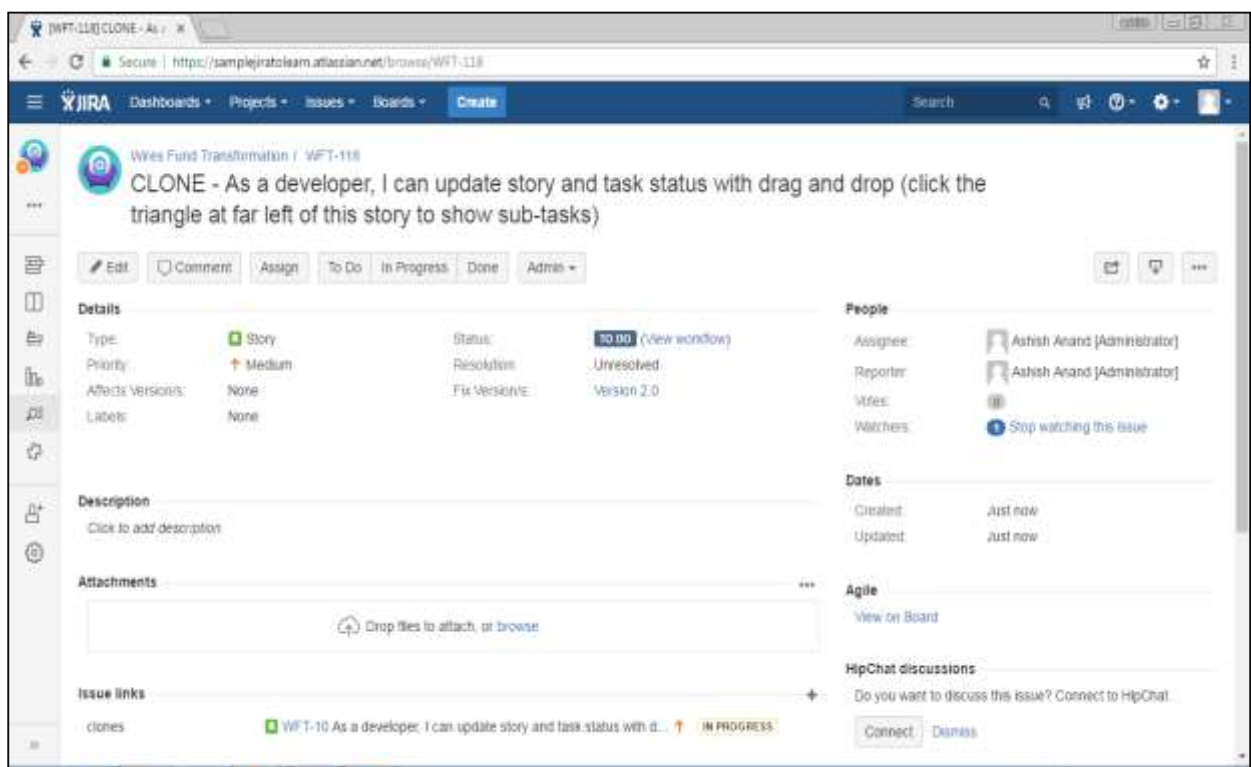 [WFT-118] CLONE - As
Secure | https://samplejiratolearn.atlassian.net/browse/WFT-118
JIRA Dashboards Projects Issues Boards Create Search
Wires Fund Transformation / WFT-118
CLONE - As a developer, I can update story and task status with drag and drop (click the
triangle at far left of this story to show sub-tasks)
Edit Comment Assign To Do In Progress Done Admin
Details
Type: Story Status: TO DO (View workflow)
Priority: Medium Resolution: Unresolved
Affects Version/s: None Fix Version/s: Version 2.0
Labels: None
Description
Click to add description
Attachments
Drop files to attach, or browse
Issue links
clones WFT-10 As a developer, I can update story and task status with d... IN PROGRESS
People
Assignee: Ashish Anand [Administrator]
Reporter: Ashish Anand [Administrator]
Votes: 0
Watchers: 1 Stop watching this issue
Dates
Created: Just now
Updated: Just now
Agile
View on Board
HipChat discussions
Do you want to discuss this issue? Connect to HipChat.
Connect Dismiss